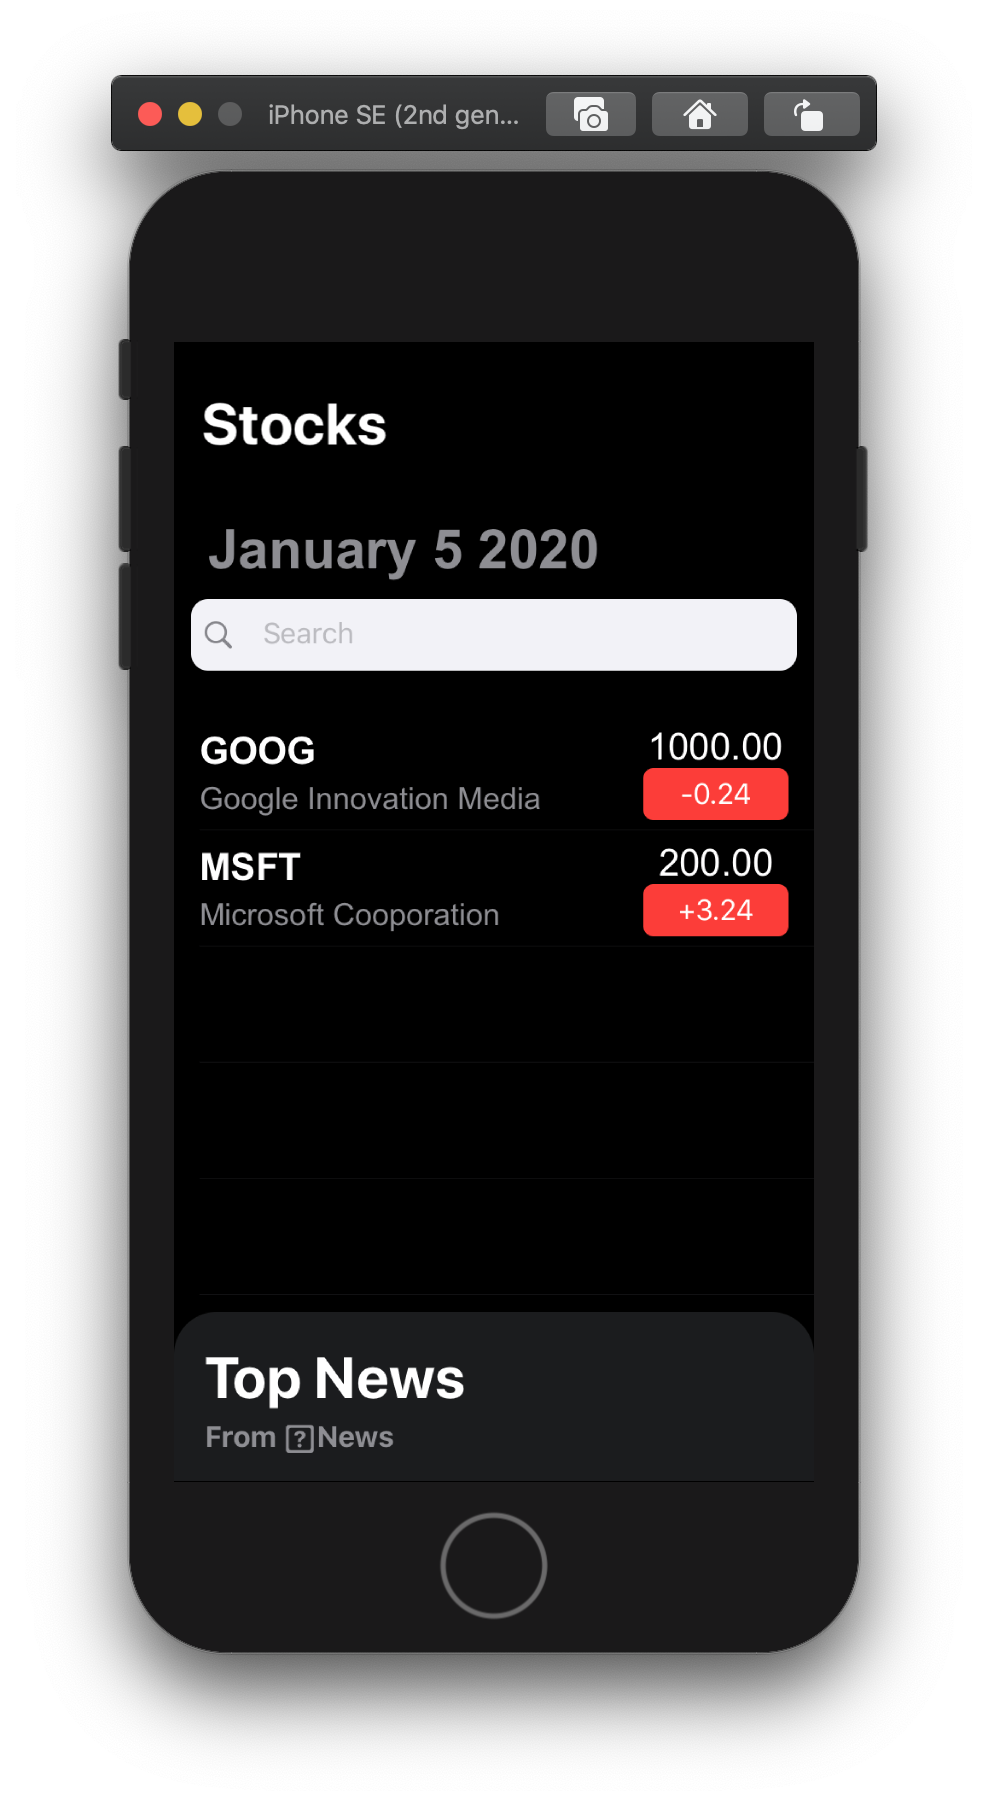 iPhone SE (2nd gen...
Stocks
January 5 2020
Search
GOOG
1000.00
Google Innovation Media
-0.24
MSFT
200.00
Microsoft Cooporation
+3.24
Top News
From ?News